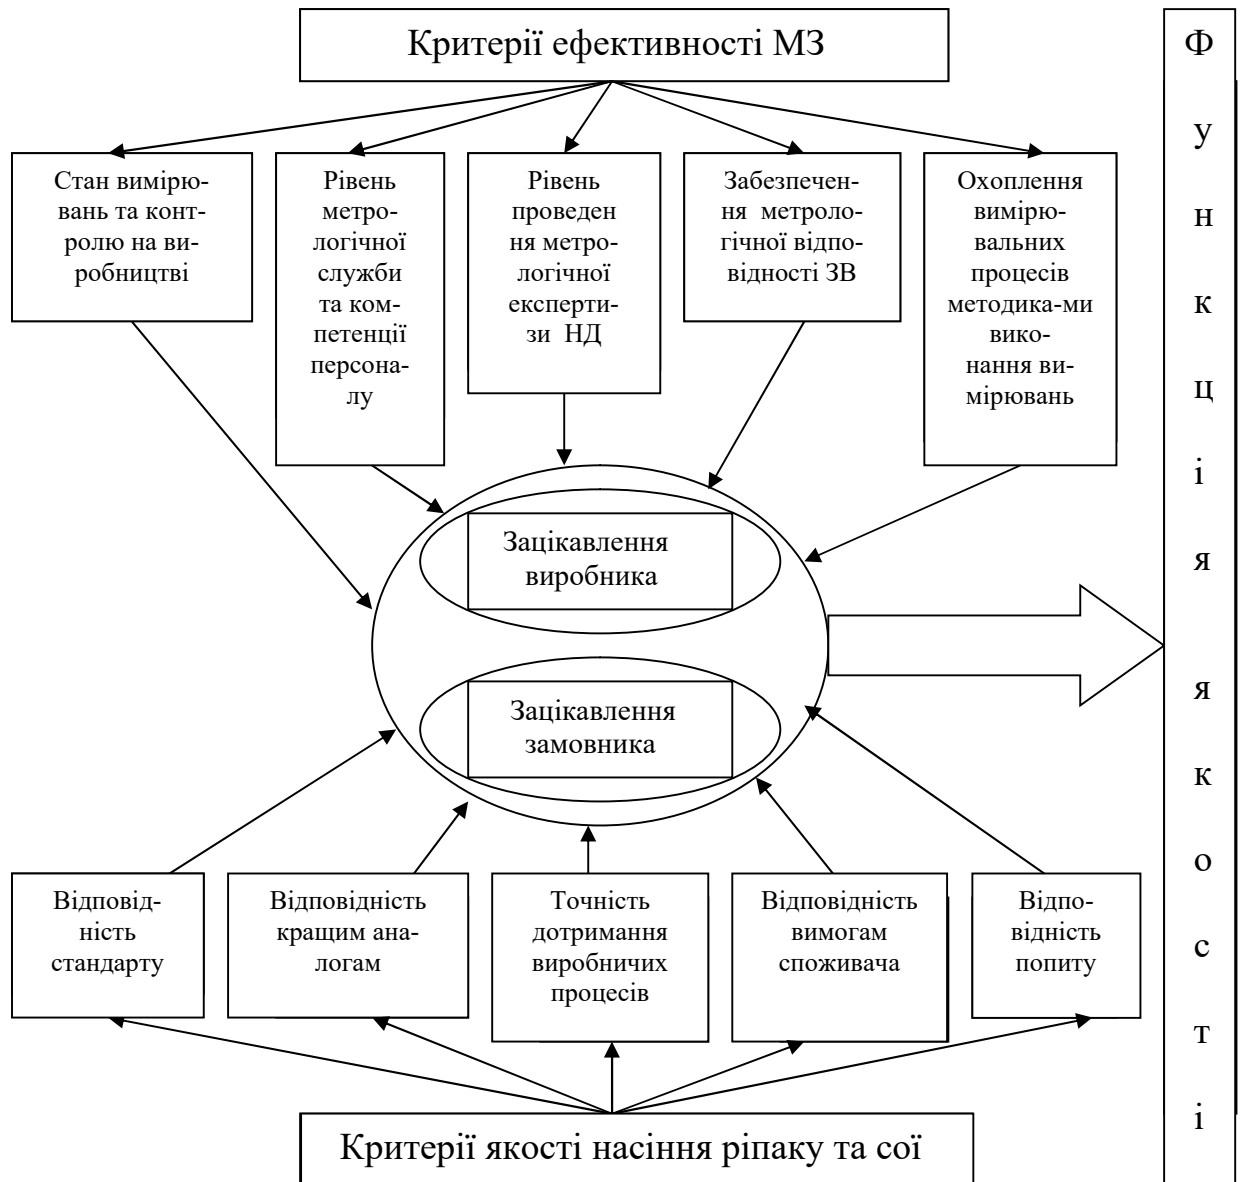 Критерії ефективності МЗ
Стан вимірю-
вань та конт-
ролю на ви-
робництві
Рівень
метро-
логічної
служби
та ком-
петенції
персона-
лу
Рівень
проведен
ня метро-
логічної
експерти-
зи НД
Забезпечен-
ня метроло-
гічної відпо-
відності ЗВ
Охоплення
вимірю-
вальних
процесів
методика-ми
вико-
нання ви-
мірювань
Зацікавлення
виробника
Зацікавлення
замовника
Відповід-
ність
стандарту
Відповідність
кращим ана-
логам
Точність
дотримання
виробничих
процесів
Відповідність
вимогам
споживача
Відпо-
відність
попиту
Критерії якості насіння ріпаку та сої
Ф
у
н
к
ц
і
я
я
к
о
с
т
і